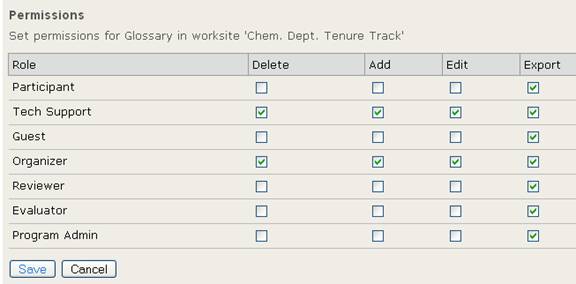 Permissions
Set permissions for Glossary in worksite 'Chem. Dept. Tenure Track'
Role Delete Add Edit Export
Participant
Tech Support
Guest
Organizer
Reviewer
Evaluator
Program Admin
Save Cancel